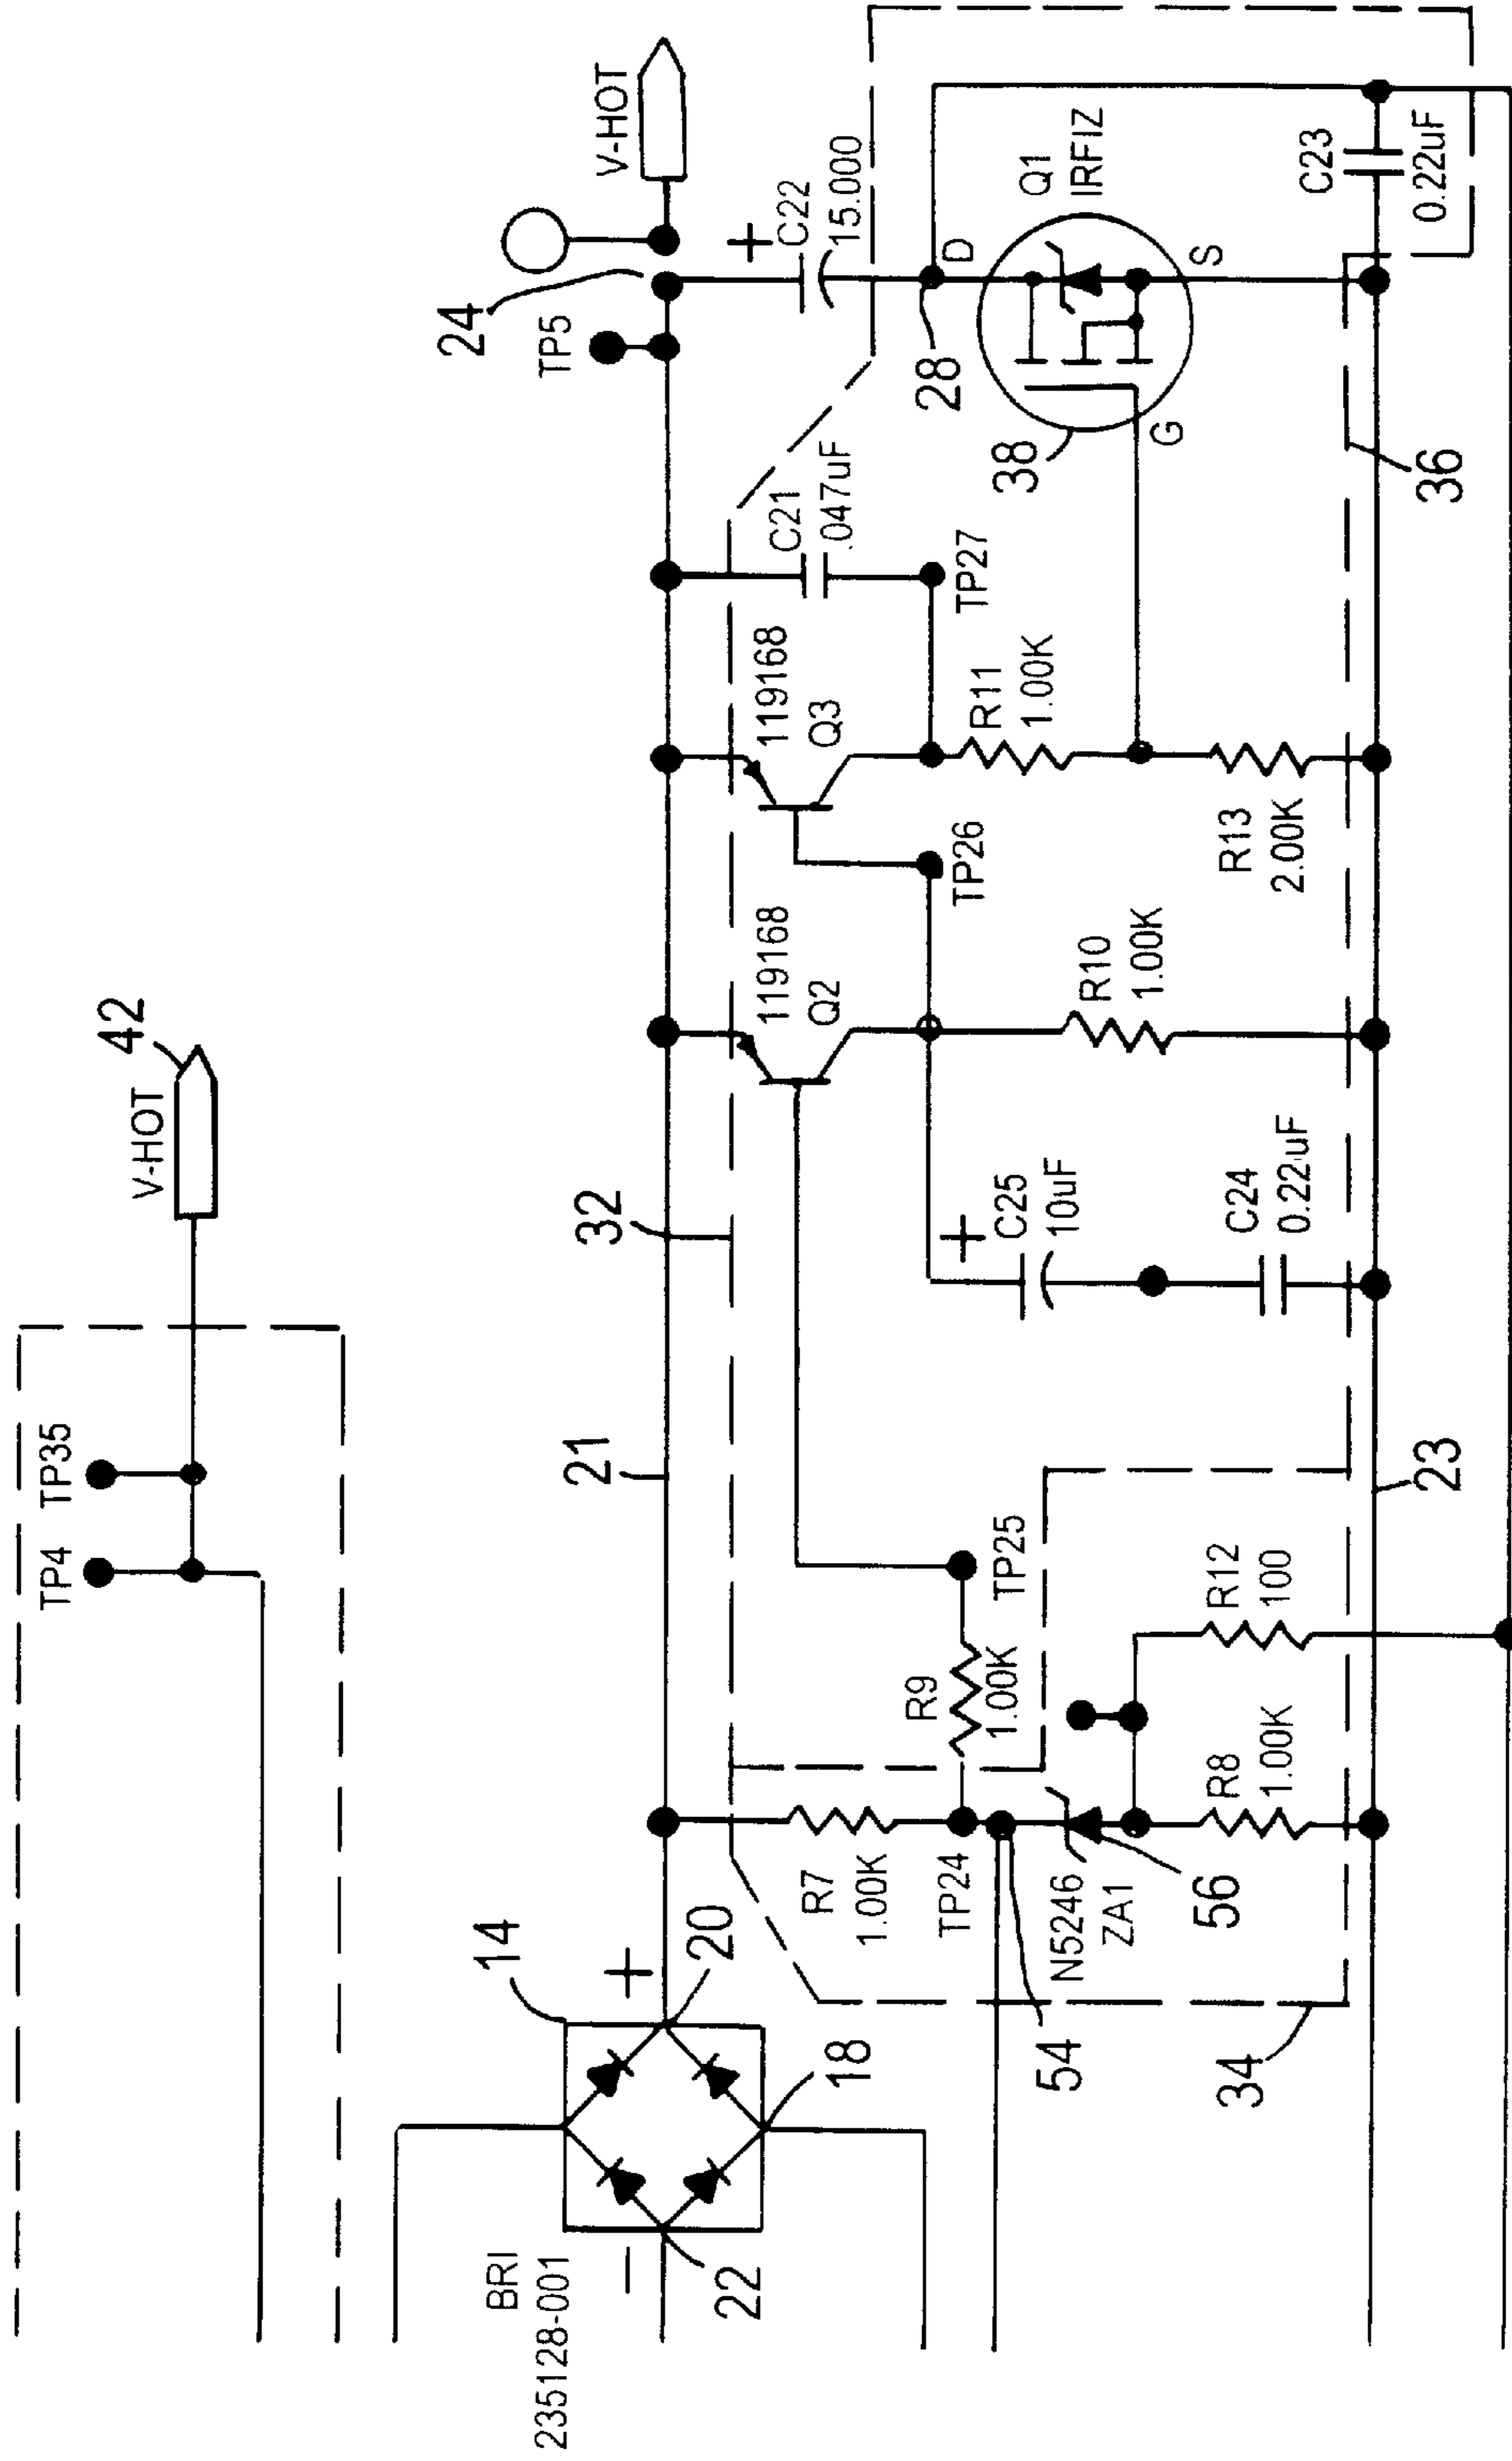 TP4 TP35
V-HOT
42
BRI
235128-001
14
+
−
20
22
18
21
32
24
TP5
V-HOT
R7
1.00K
TP24
N5246
ZA1
54
56
34
R9
1.00K
TP25
R8
1.00K
R12
100
23
119168
Q2
+
C25
10uF
C24
0.22uF
R10
1.00K
TP26
119168
Q3
C21
.047uF
TP27
R11
1.00K
R13
2.00K
+
C22
15.000
28
D
38
G
S
Q1
IRFIZ
36
C23
0.22uF